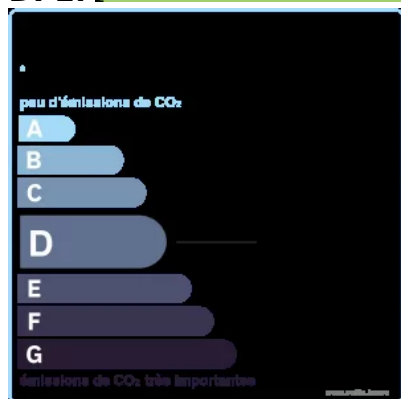 peu d'émissions de CO₂
A
B
C
D
E
F
G
émissions de CO₂ très importantes